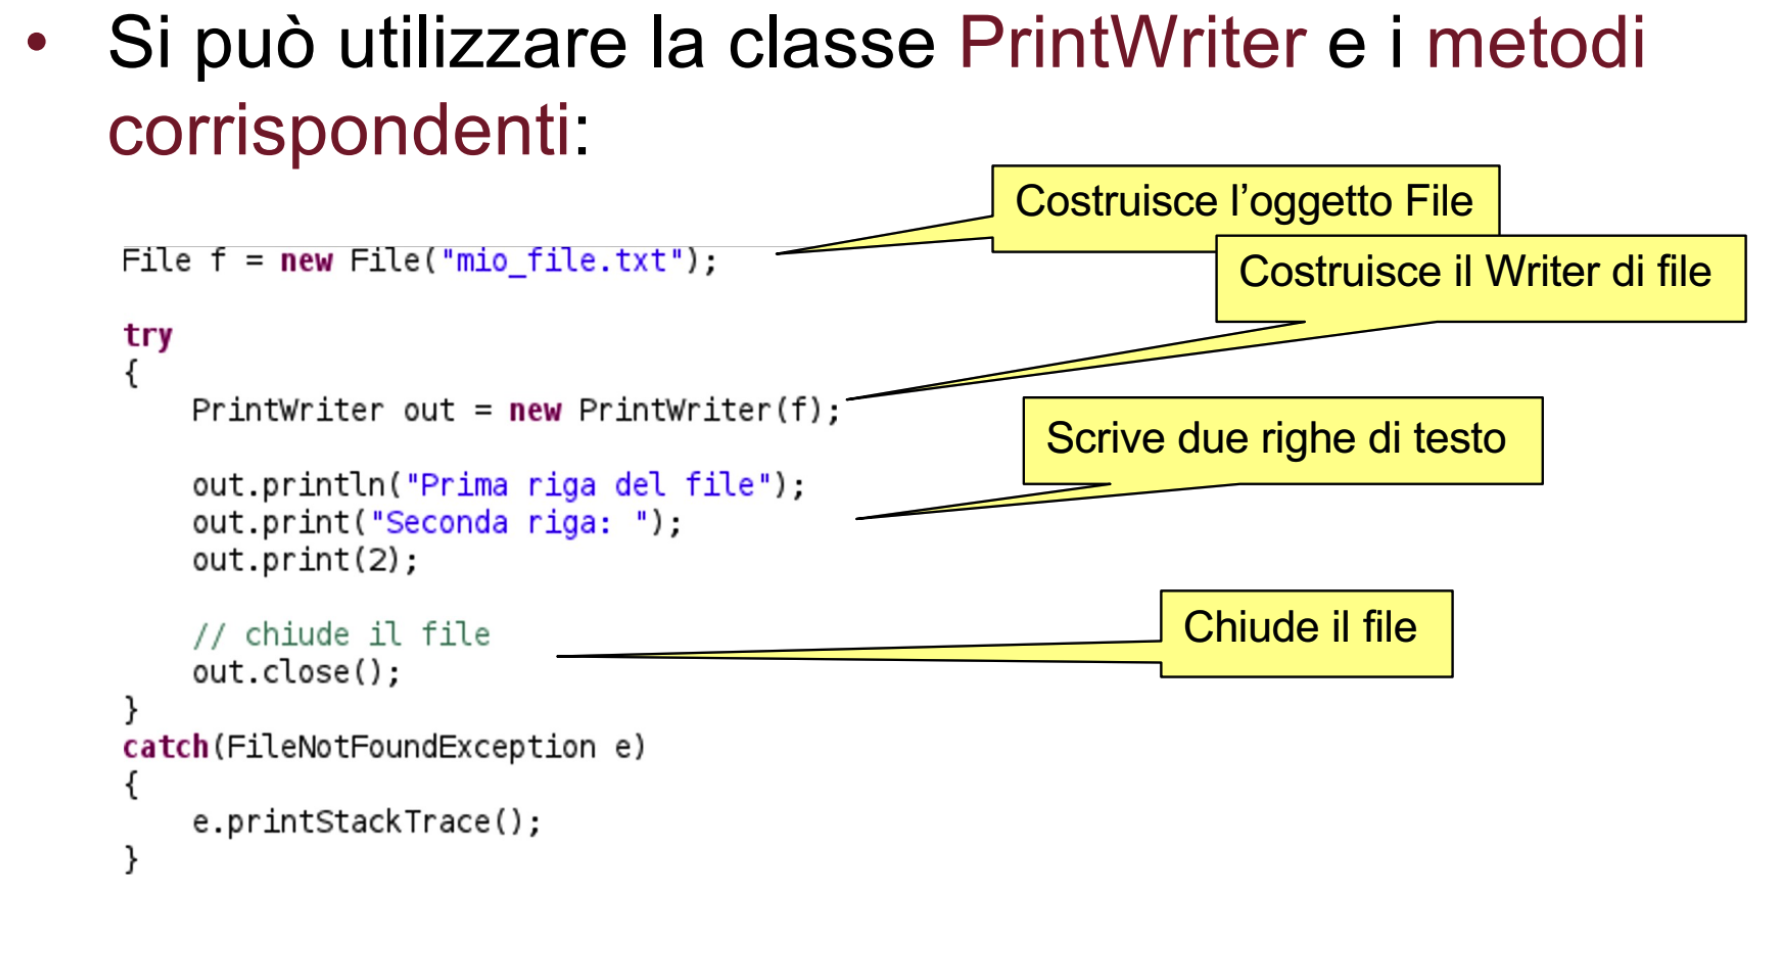 • Si può utilizzare la classe PrintWriter e i metodi
corrispondenti:
Costruisce l’oggetto File
File f = new File("mio_file.txt");
Costruisce il Writer di file
try
{
PrintWriter out = new PrintWriter(f);
Scrive due righe di testo
out.println("Prima riga del file");
out.print("Seconda riga: ");
out.print(2);
Chiude il file
// chiude il file
out.close();
}
catch(FileNotFoundException e)
{
e.printStackTrace();
}